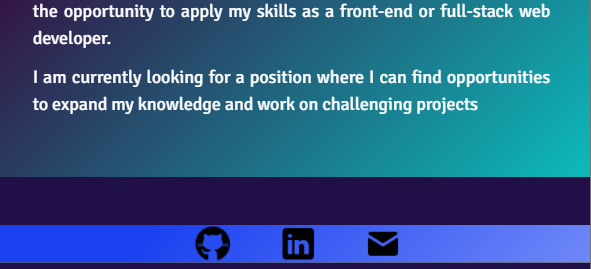 the opportunity to apply my skills as a front-end or full-stack web
developer.
I am currently looking for a position where I can find opportunities
to expand my knowledge and work on challenging projects
in